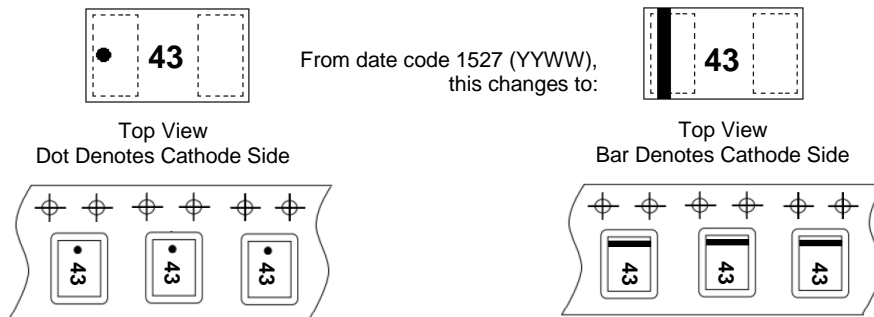 43
From date code 1527 (YYWW),
this changes to:
43
Top View
Dot Denotes Cathode Side
Top View
Bar Denotes Cathode Side
43
43
43
43
43
43